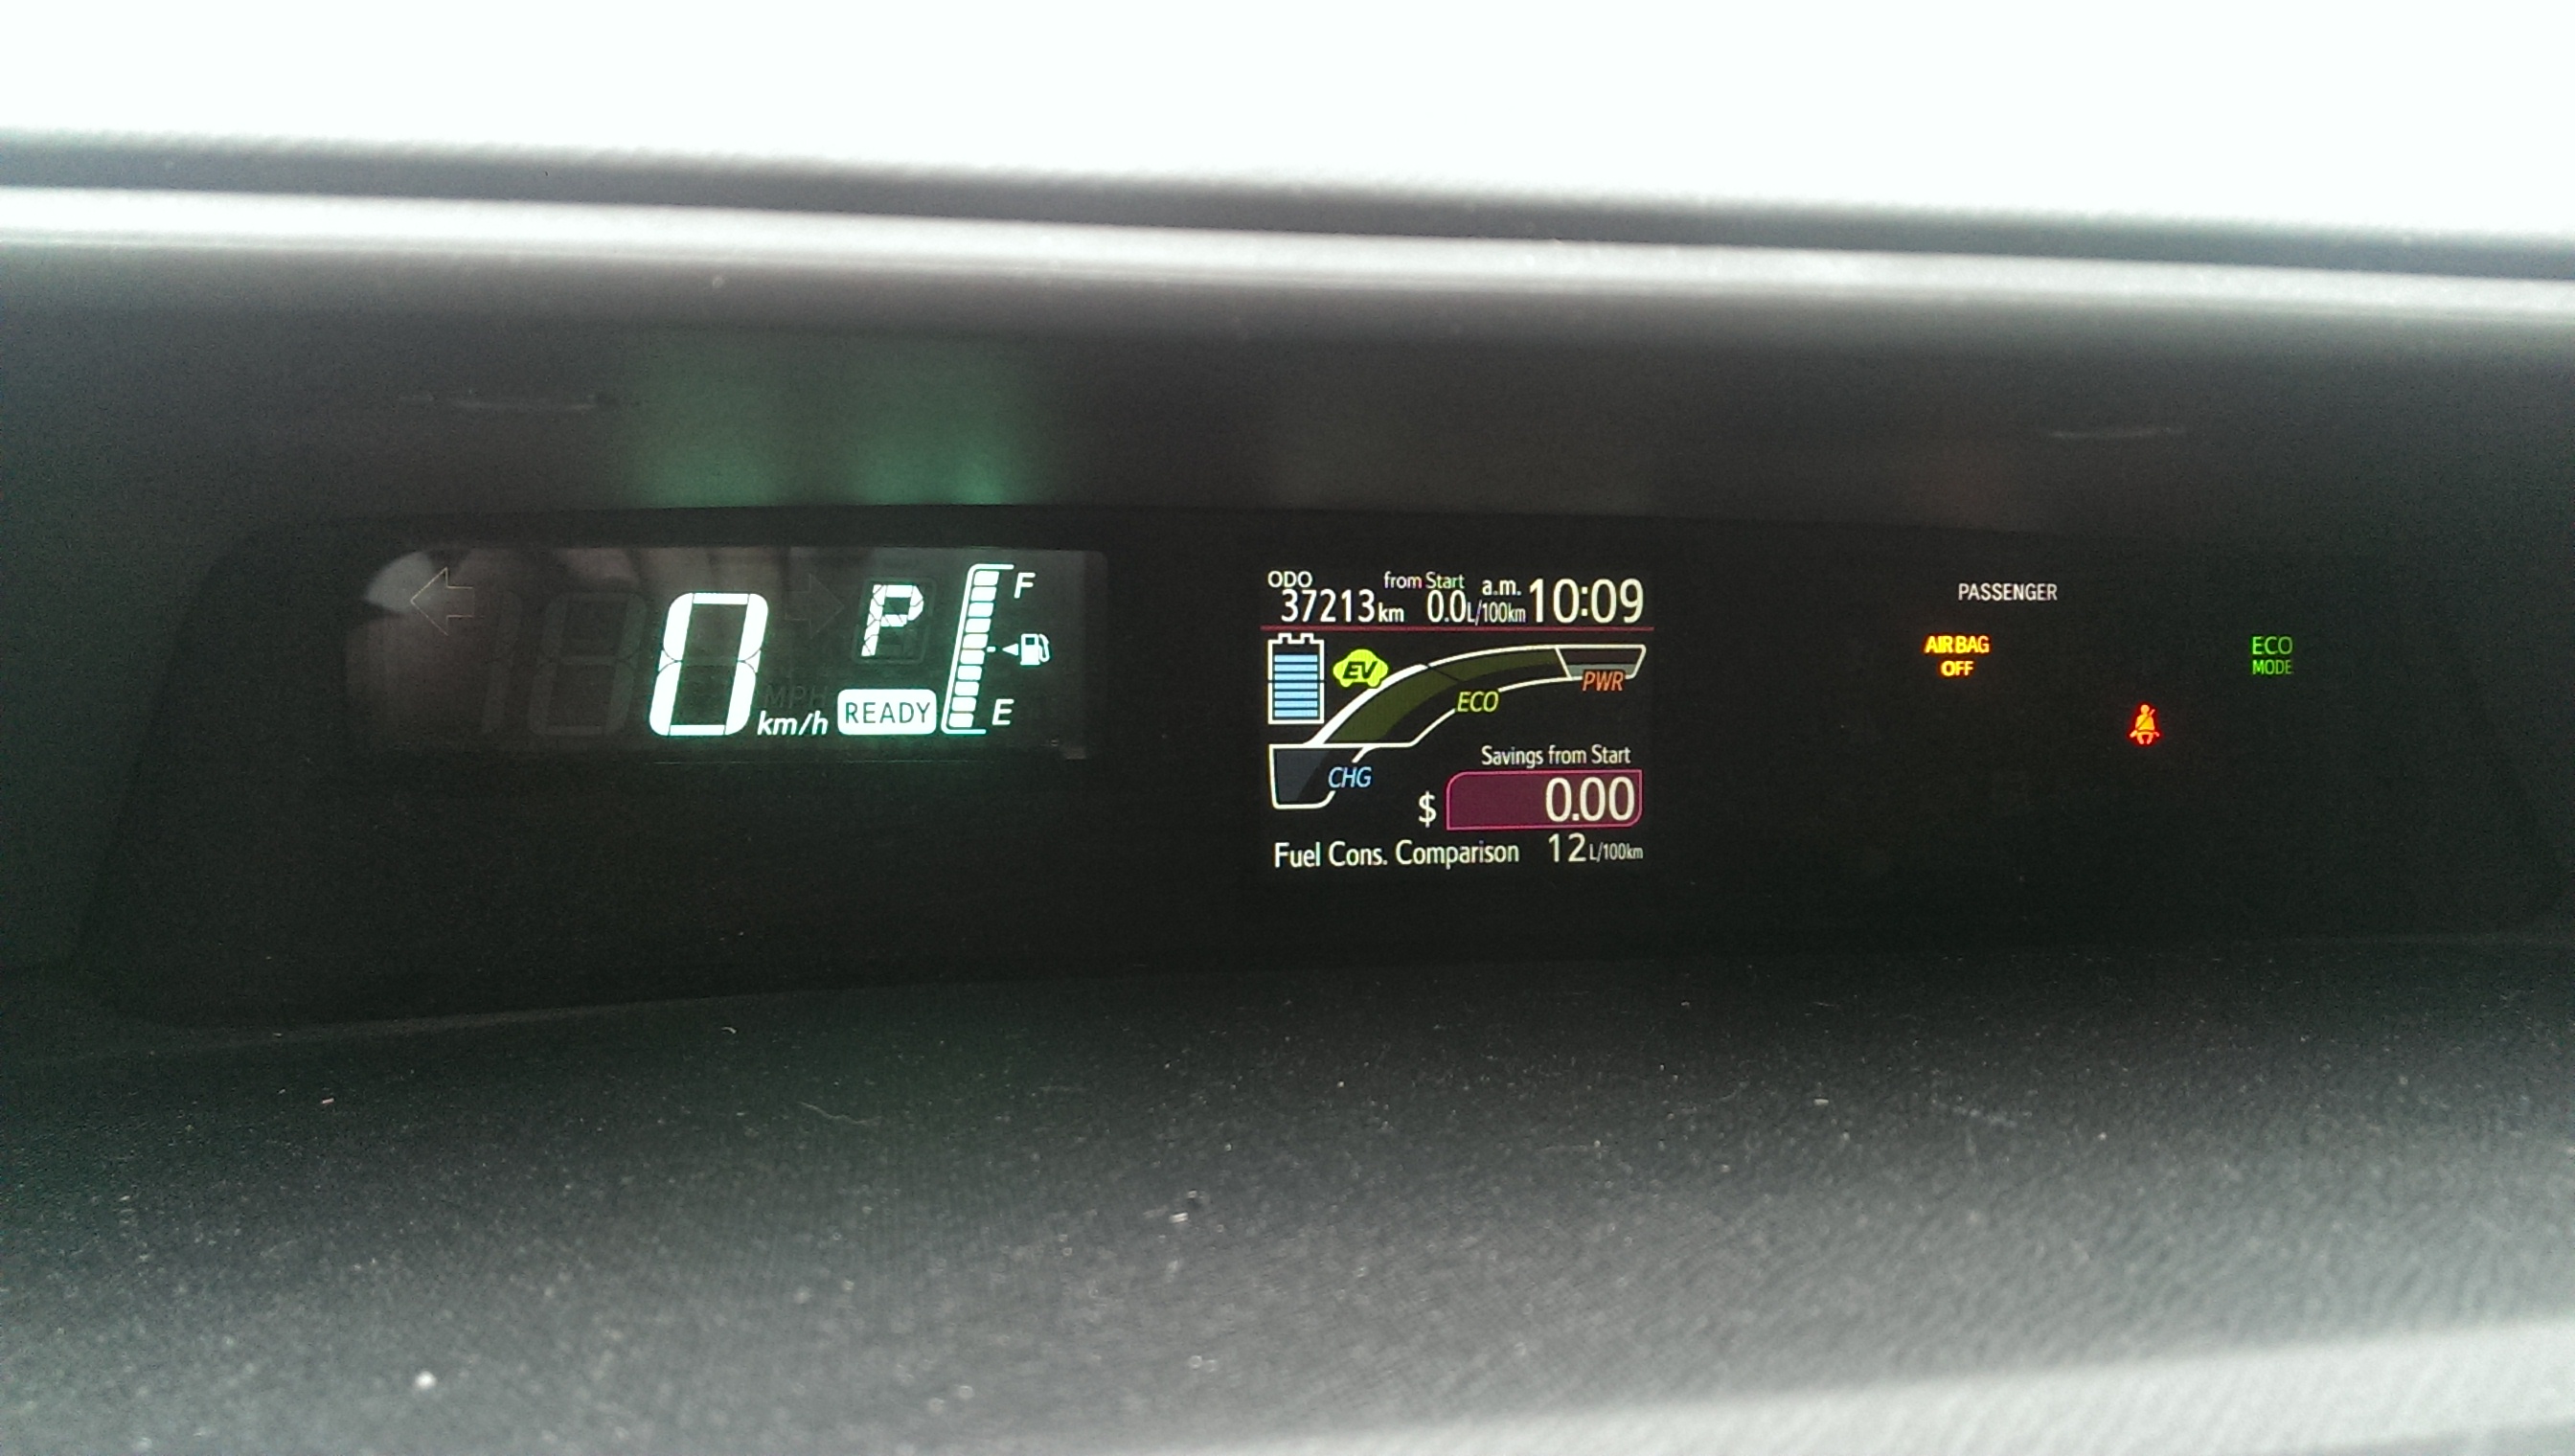 0 km/h
MPH
P
READY
F
E
ODO 37213km
from Start 0.0L/100km
a.m. 10:09
EV
ECO
PWR
CHG
Savings from Start
$ 0.00
Fuel Cons. Comparison 12L/100km
PASSENGER
AIR BAG
OFF
ECO
MODE